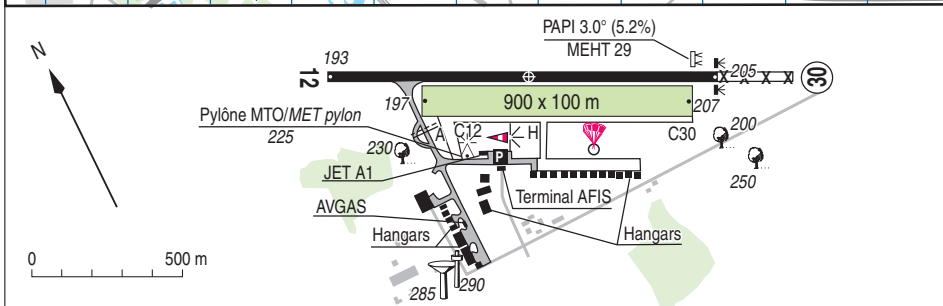 PAPI 3.0° (5.2%)
MEHT 29
N
193
12
205
X X X X
30
197
900 x 100 m
207
Pylône MTO/MET pylon
225
A
C12
H
C30
200
230
P
250
JET A1
AVGAS
Terminal AFIS
Hangars
Hangars
0
500 m
285
290